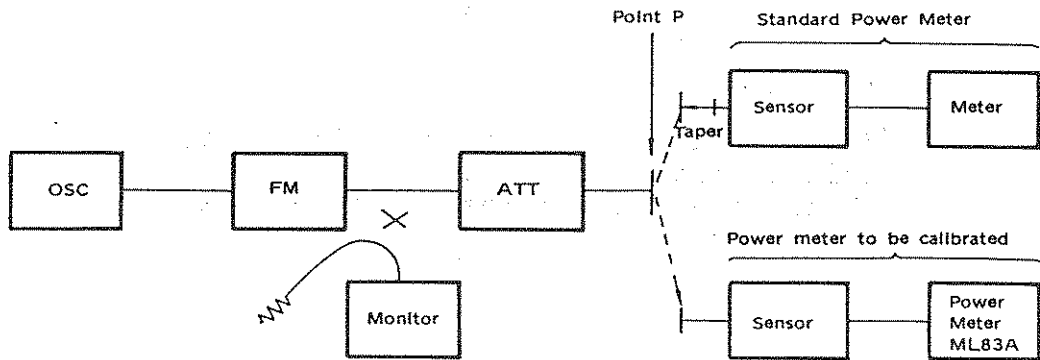 Point P
Standard Power Meter
Sensor
Meter
Taper
OSC
FM
ATT
Power meter to be calibrated
Monitor
Sensor
Power
Meter
ML83A